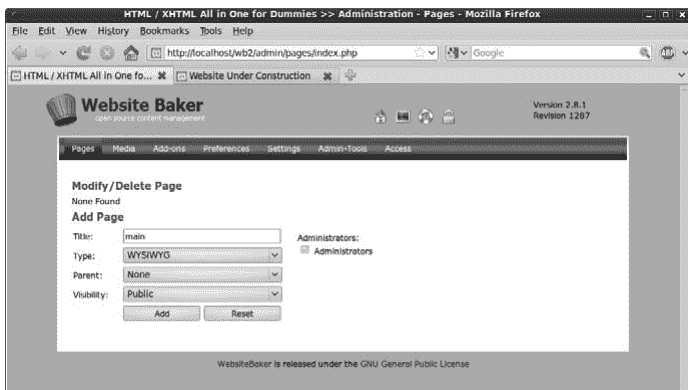 HTML / XHTML All in One for Dummies >> Administration - Pages - Mozilla Firefox
File Edit View History Bookmarks Tools Help
http://localhost/wb2/admin/pages/index.php
Google
ABP
HTML / XHTML All in One fo...
Website Under Construction
Website Baker
open source content management
Version 2.8.1
Revision 1287
Pages Media Add-ons Preferences Settings Admin-Tools Access
Modify/Delete Page
None Found
Add Page
Title: main
Type: WYSIWYG
Parent: None
Visibility: Public
Add Reset
Administrators:
Administrators
WebsiteBaker is released under the GNU General Public License